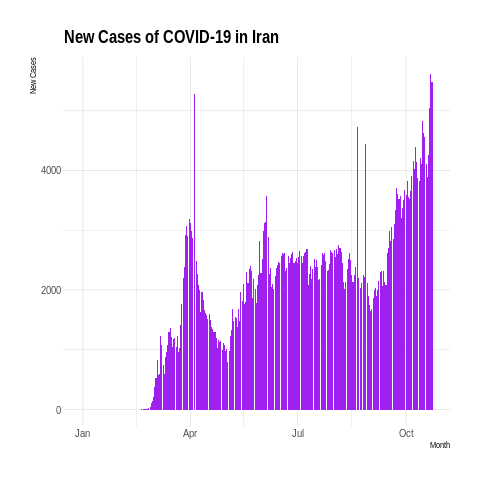 New Cases of COVID-19 in Iran
New Cases
4000
2000
0
Jan Apr Jul Oct
Month